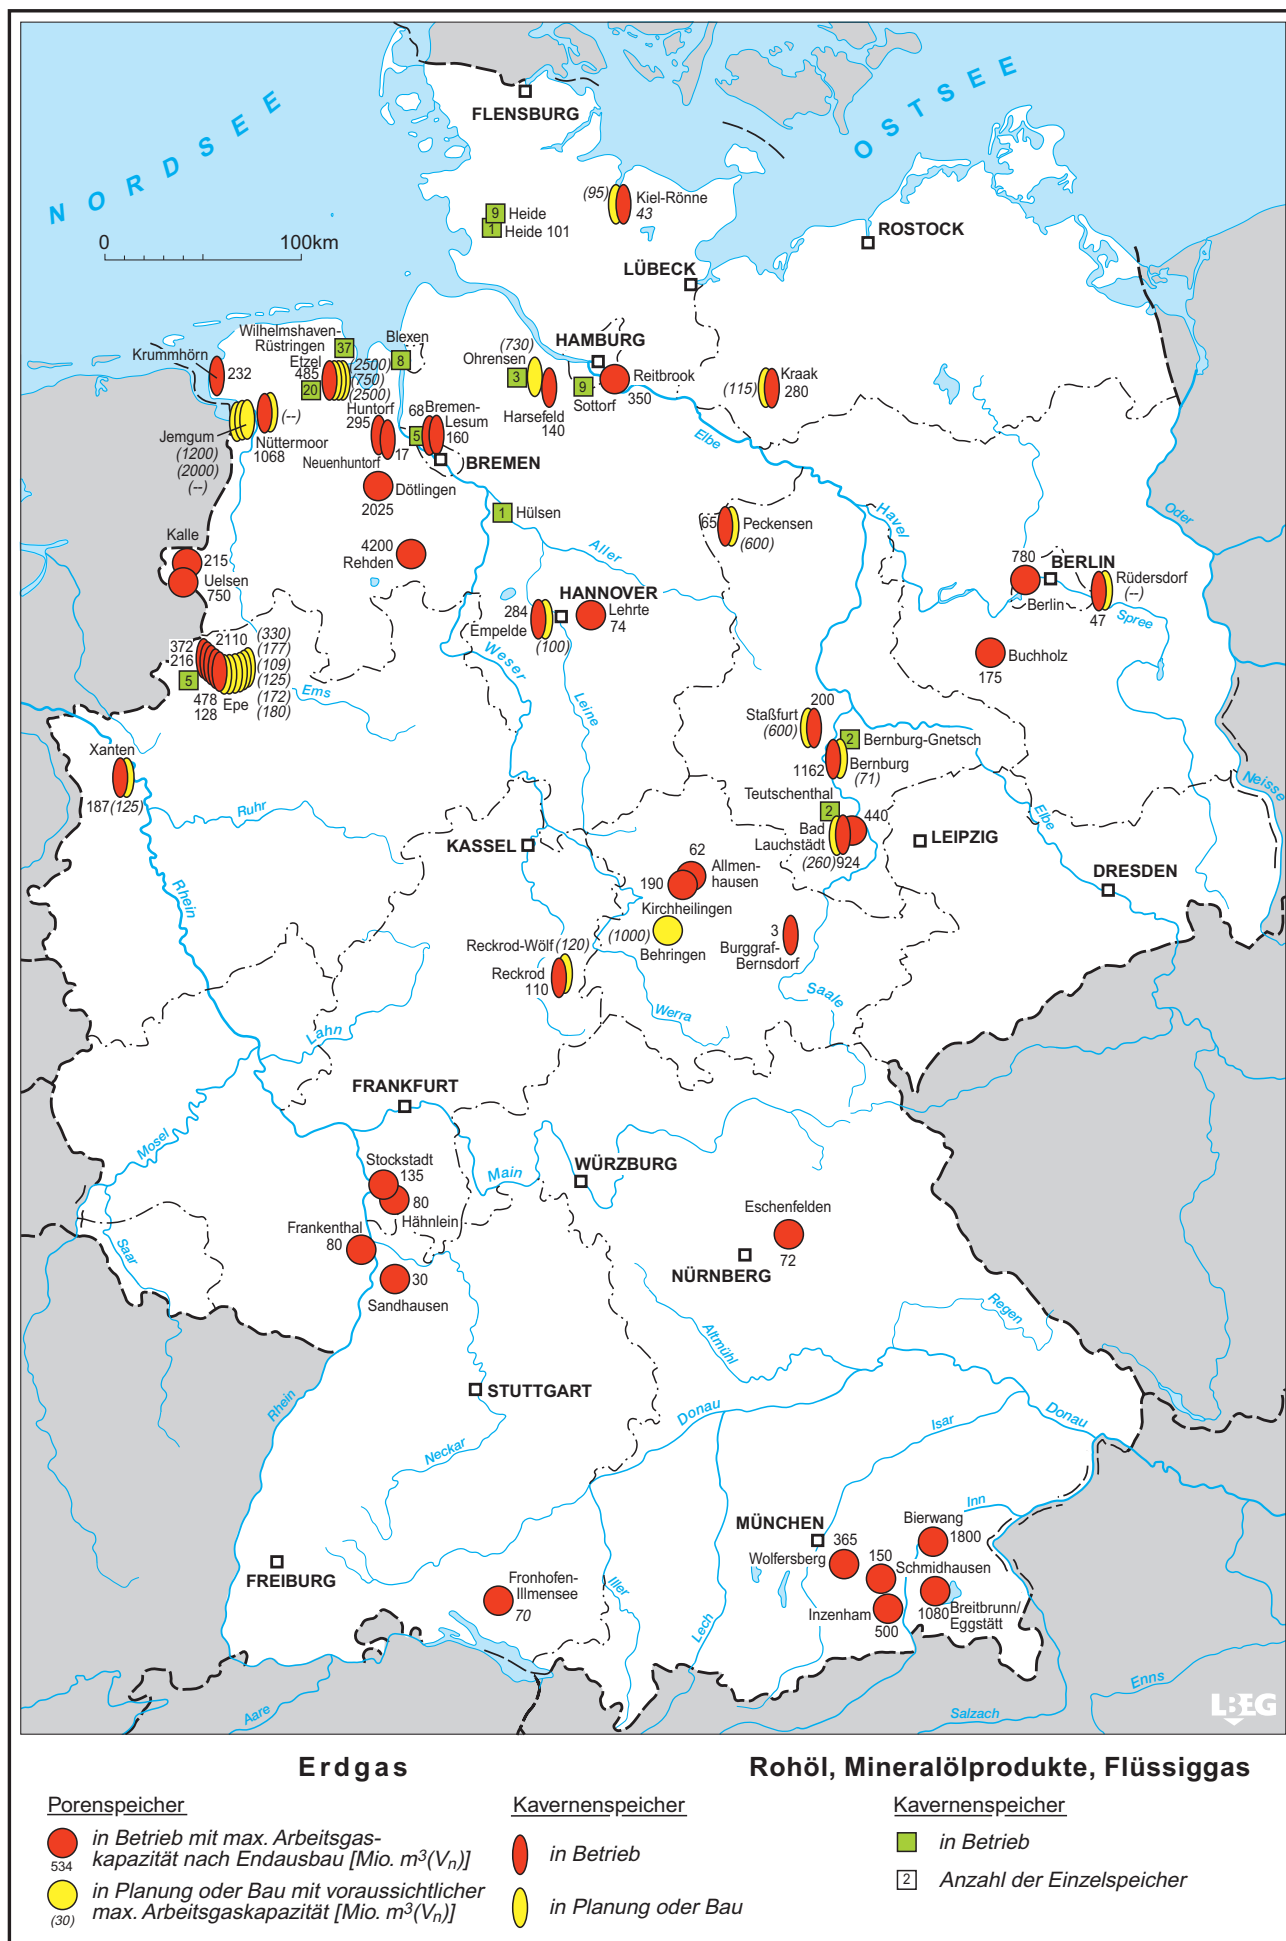 NORDSEE
OSTSEE
FLENSBURG
(95)
Kiel-Rönne
43
9
Heide
1
Heide 101
ROSTOCK
0
100km
LÜBECK
Wilhelmshaven-
Rüstringen
37
Blexen
8
(730)
HAMBURG
Krummhörn
232
Etzel
485
(2500)
(750)
(2500)
20
Ohrensen
3
9
Sottorf
Reitbrook
350
Harsefeld
140
(115)
Kraak
280
Jemgum
(1200)
(2000)
(--)
(--)
Nüttermoor
1068
Huntorf
295
68
Bremen-
Lesum
160
5
17
Neuenhuntorf
BREMEN
Elbe
Dötlingen
2025
1
Hülsen
65
Peckensen
(600)
Havel
Oder
Aller
Kalle
215
Uelsen
750
4200
Rehden
780
BERLIN
Berlin
Rüdersdorf
(--)
47
Spree
HANNOVER
284
Empelde
(100)
Lehrte
74
Weser
Leine
Buchholz
175
372
216
2110
(330)
(177)
(109)
(125)
(172)
(180)
5
478
128
Epe
Ems
200
Staßfurt
(600)
2
Bernburg-Gnetsch
1162
Bernburg
(71)
Xanten
187(125)
Ruhr
Neisse
Teutschenthal
2
440
Bad
Lauchstädt
(260)924
Elbe
KASSEL
LEIPZIG
DRESDEN
62
Allmen-
hausen
190
Kirchheilingen
(1000)
Behringen
Rhein
3
Burggraf-
Bernsdorf
Reckrod-Wölf(120)
Reckrod
110
Werra
Saale
Lahn
FRANKFURT
Mosel
Main
WÜRZBURG
Stockstadt
135
80
Hähnlein
Saar
Frankenthal
80
30
Sandhausen
Eschenfelden
72
NÜRNBERG
Regen
Altmühl
Rhein
STUTTGART
Neckar
Donau
Isar
Donau
Inn
MÜNCHEN
365
Wolfersberg
150
Schmidhausen
Bierwang
1800
Inzenham
500
1080
Breitbrunn/
Eggstätt
FREIBURG
Fronhofen-
Illmensee
70
Iller
Lech
Aare
Salzach
Enns
LBEG
Erdgas
Rohöl, Mineralölprodukte, Flüssiggas
Porenspeicher
534
in Betrieb mit max. Arbeitsgas-
kapazität nach Endausbau [Mio. m³(Vₙ)]
(30)
in Planung oder Bau mit voraussichtlicher
max. Arbeitsgaskapazität [Mio. m³(Vₙ)]
Kavernenspeicher
in Betrieb
in Planung oder Bau
Kavernenspeicher
in Betrieb
2
Anzahl der Einzelspeicher